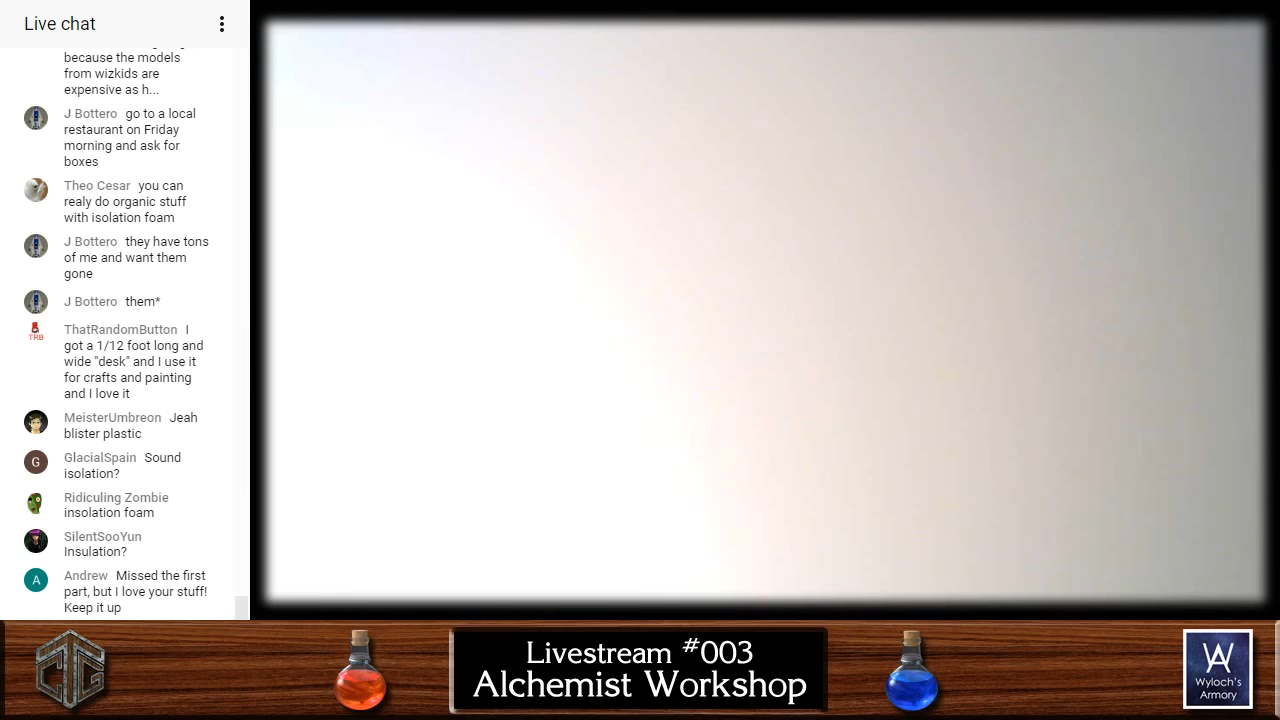 Live chat
because the models
from wizkids are
expensive as h...
J Bottero go to a local
restaurant on Friday
morning and ask for
boxes
Theo Cesar you can
realy do organic stuff
with isolation foam
J Bottero they have tons
of me and want them
gone
J Bottero them*
TRB
ThatRandomButton I
got a 1/12 foot long and
wide "desk" and I use it
for crafts and painting
and I love it
MeisterUmbreon Jeah
blister plastic
G
GlacialSpain Sound
isolation?
Ridiculing Zombie
insolation foam
SilentSooYun
Insulation?
A
Andrew Missed the first
part, but I love your stuff!
Keep it up
Livestream #003
Alchemist Workshop
Wyloch's
Armory